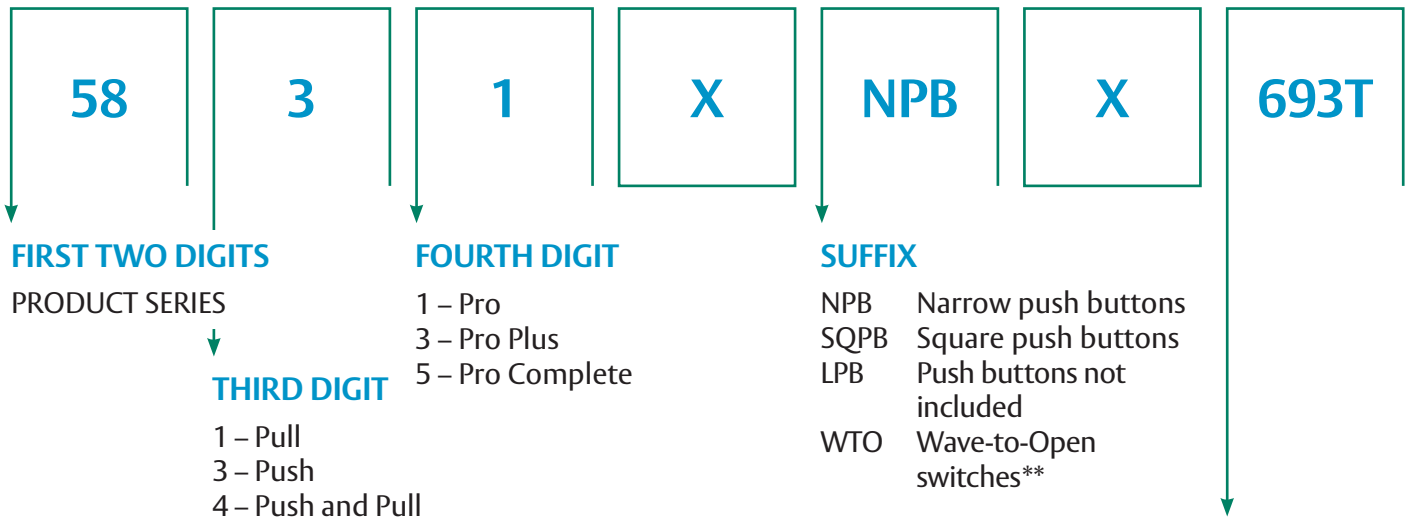 58 3 1 X NPB X 693T
FIRST TWO DIGITS
PRODUCT SERIES
THIRD DIGIT
1 – Pull
3 – Push
4 – Push and Pull
FOURTH DIGIT
1 – Pro
3 – Pro Plus
5 – Pro Complete
SUFFIX
NPB Narrow push buttons
SQPB Square push buttons
LPB Push buttons not
included
WTO Wave-to-Open
switches**